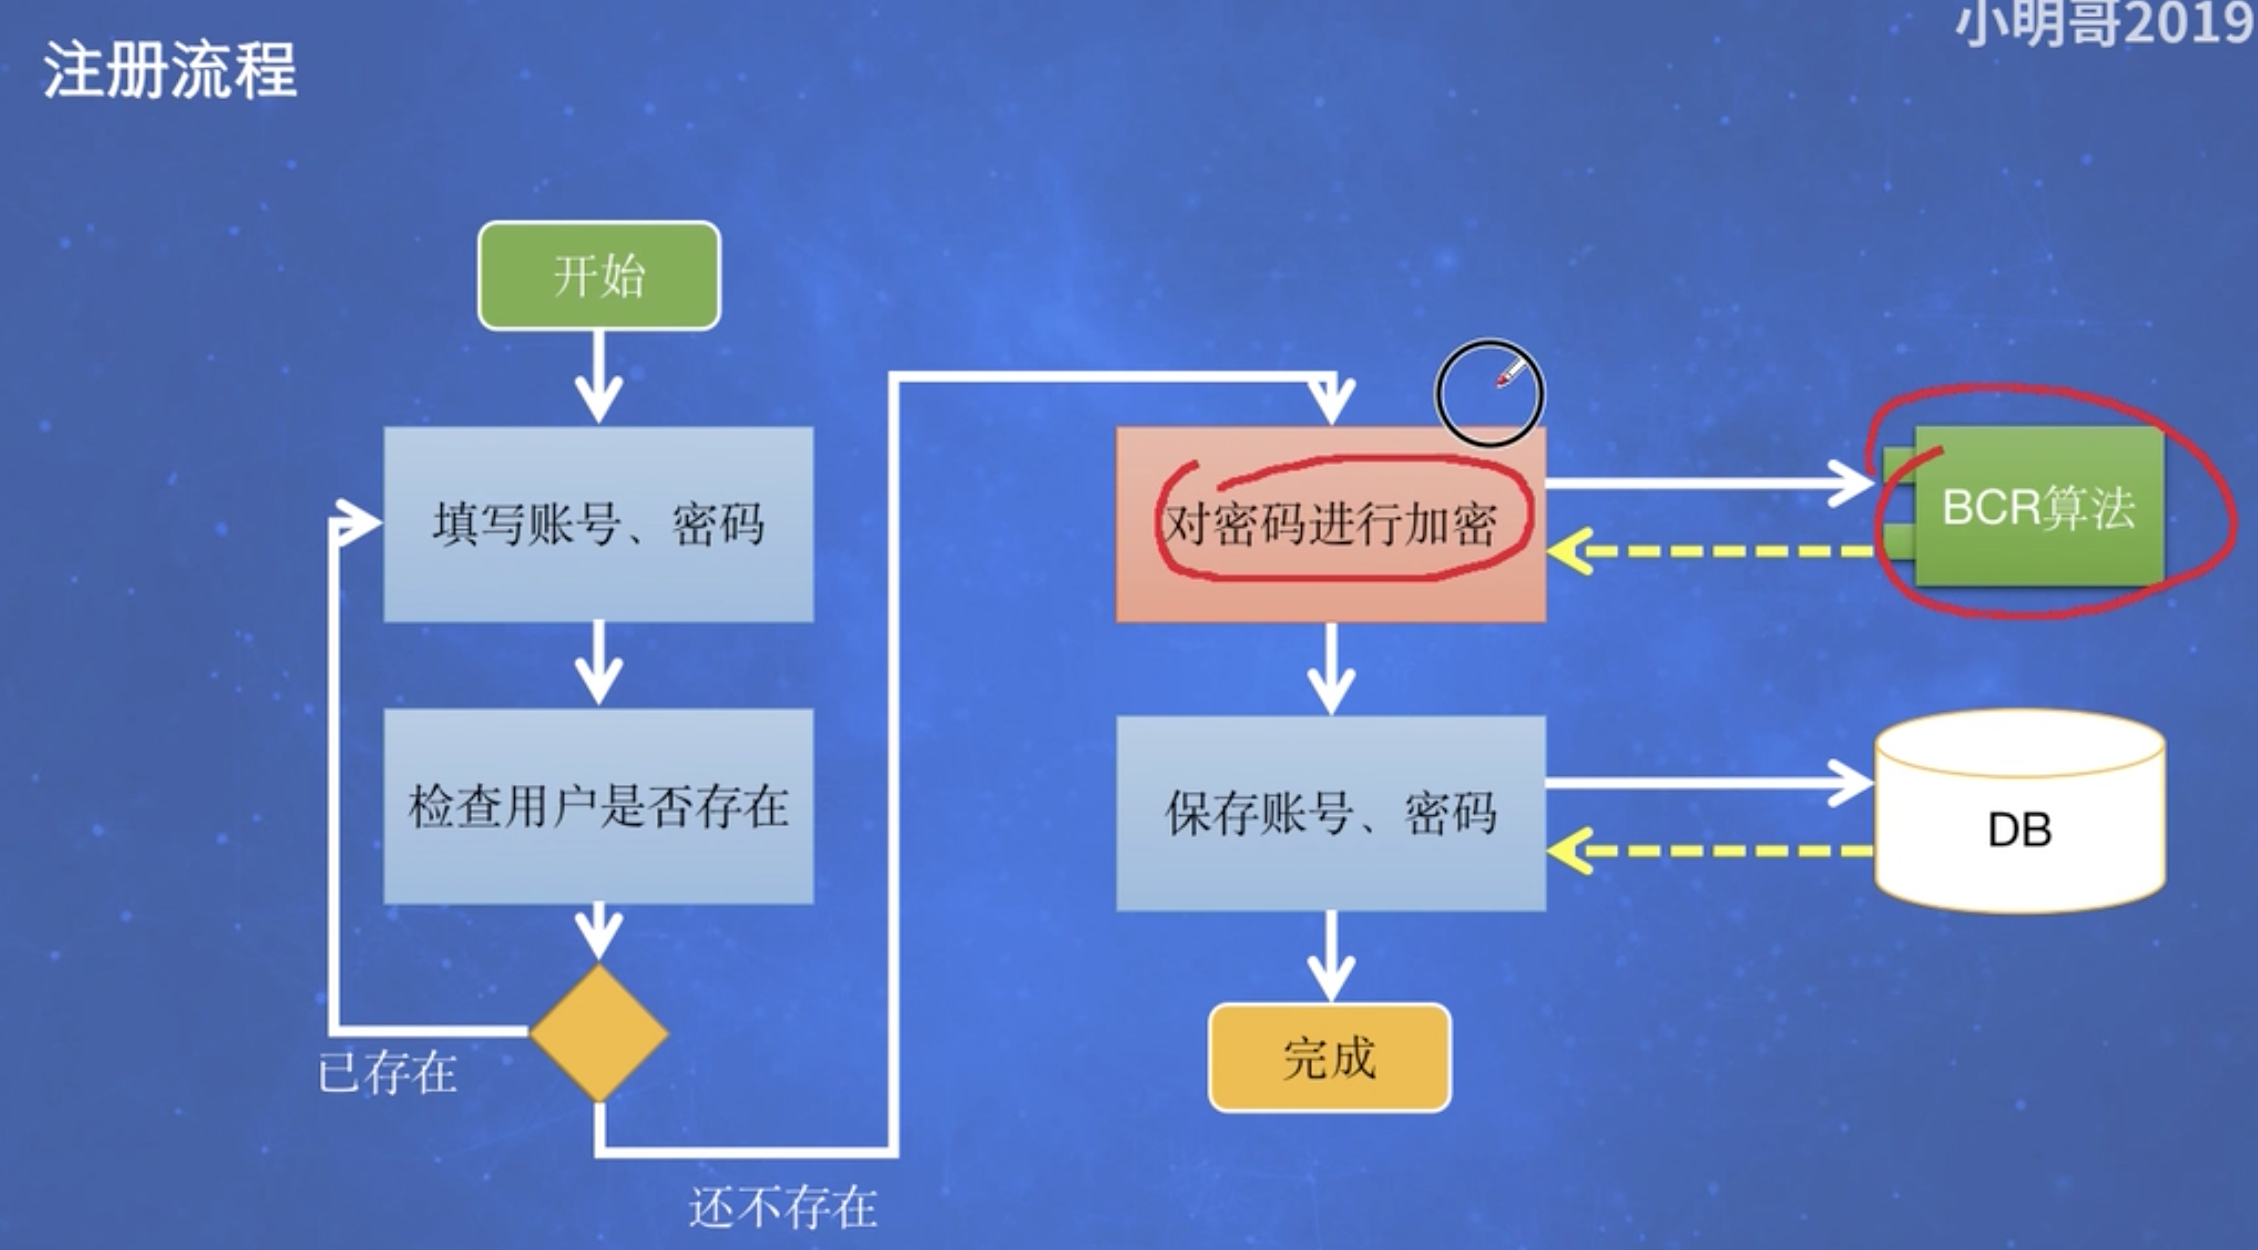 小明哥2019
注册流程
开始
填写账号、密码
检查用户是否存在
已存在
还不存在
对密码进行加密
BCR算法
保存账号、密码
DB
完成